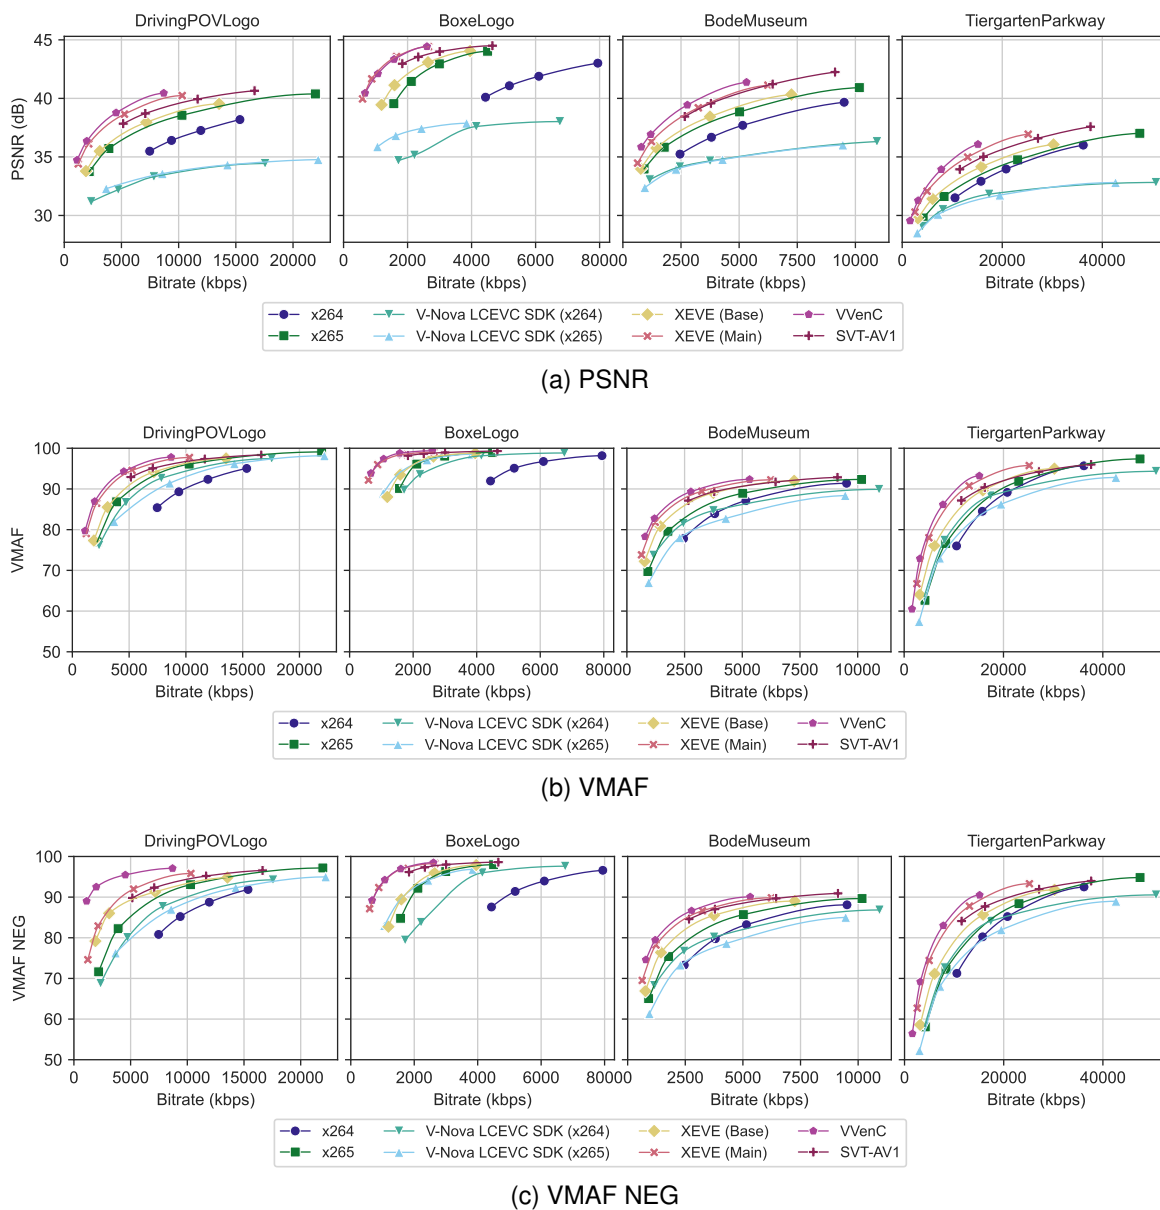 DrivingPOVLogo BoxeLogo BodeMuseum TiergartenParkway
45
40
35
30
PSNR (dB)
0 5000 10000 15000 20000 0 2000 4000 6000 80000 2500 5000 7500 10000 0 20000 40000
Bitrate (kbps) Bitrate (kbps) Bitrate (kbps) Bitrate (kbps)
x264 V-Nova LCEVC SDK (x264) XEVE (Base) VVenC
x265 V-Nova LCEVC SDK (x265) XEVE (Main) SVT-AV1
(a) PSNR
DrivingPOVLogo BoxeLogo BodeMuseum TiergartenParkway
100
90
80
70
60
50
VMAF
0 5000 10000 15000 20000 0 2000 4000 6000 80000 2500 5000 7500 10000 0 20000 40000
Bitrate (kbps) Bitrate (kbps) Bitrate (kbps) Bitrate (kbps)
x264 V-Nova LCEVC SDK (x264) XEVE (Base) VVenC
x265 V-Nova LCEVC SDK (x265) XEVE (Main) SVT-AV1
(b) VMAF
DrivingPOVLogo BoxeLogo BodeMuseum TiergartenParkway
100
90
80
70
60
50
VMAF NEG
0 5000 10000 15000 20000 0 2000 4000 6000 80000 2500 5000 7500 10000 0 20000 40000
Bitrate (kbps) Bitrate (kbps) Bitrate (kbps) Bitrate (kbps)
x264 V-Nova LCEVC SDK (x264) XEVE (Base) VVenC
x265 V-Nova LCEVC SDK (x265) XEVE (Main) SVT-AV1
(c) VMAF NEG